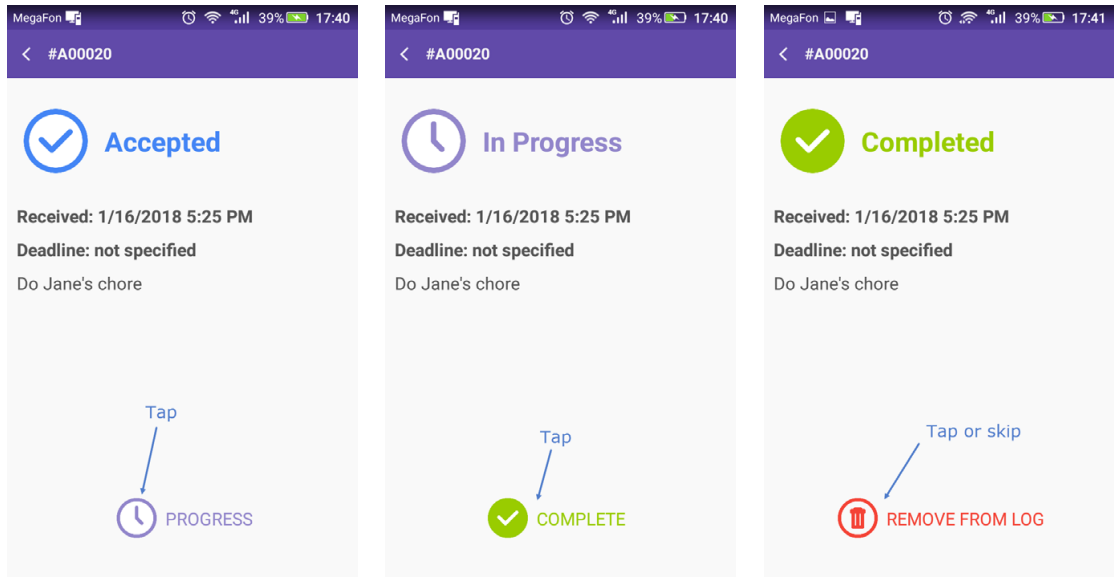 MegaFon 4G 39% 17:40
#A00020
Accepted
Received: 1/16/2018 5:25 PM
Deadline: not specified
Do Jane's chore
Tap
PROGRESS
MegaFon 4G 39% 17:40
#A00020
In Progress
Received: 1/16/2018 5:25 PM
Deadline: not specified
Do Jane's chore
Tap
COMPLETE
MegaFon 4G 39% 17:41
#A00020
Completed
Received: 1/16/2018 5:25 PM
Deadline: not specified
Do Jane's chore
Tap or skip
REMOVE FROM LOG